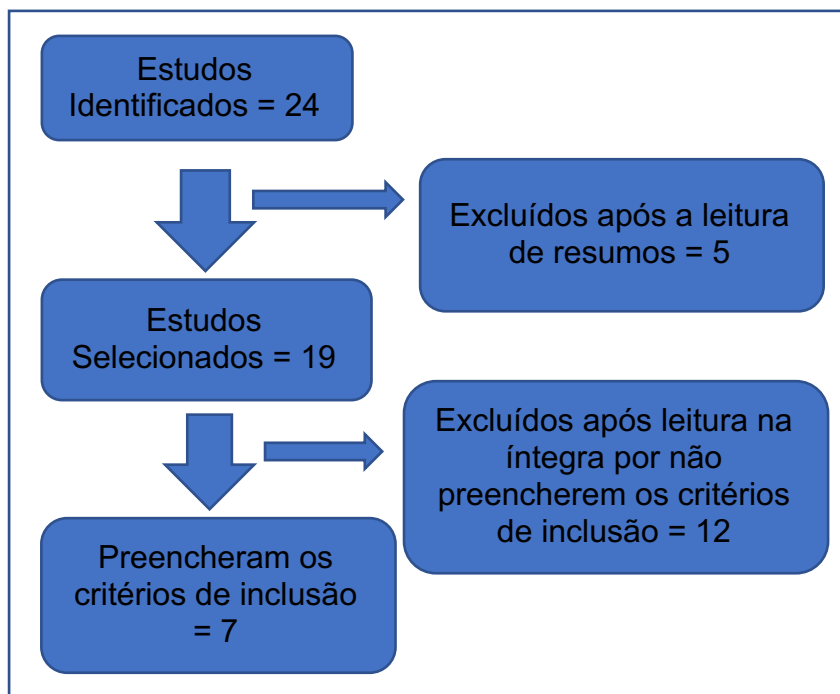 Estudos
Identificados = 24
Excluídos após a leitura
de resumos = 5
Estudos
Selecionados = 19
Excluídos após leitura na
íntegra por não
preencherem os critérios
de inclusão = 12
Preencheram os
critérios de inclusão
= 7